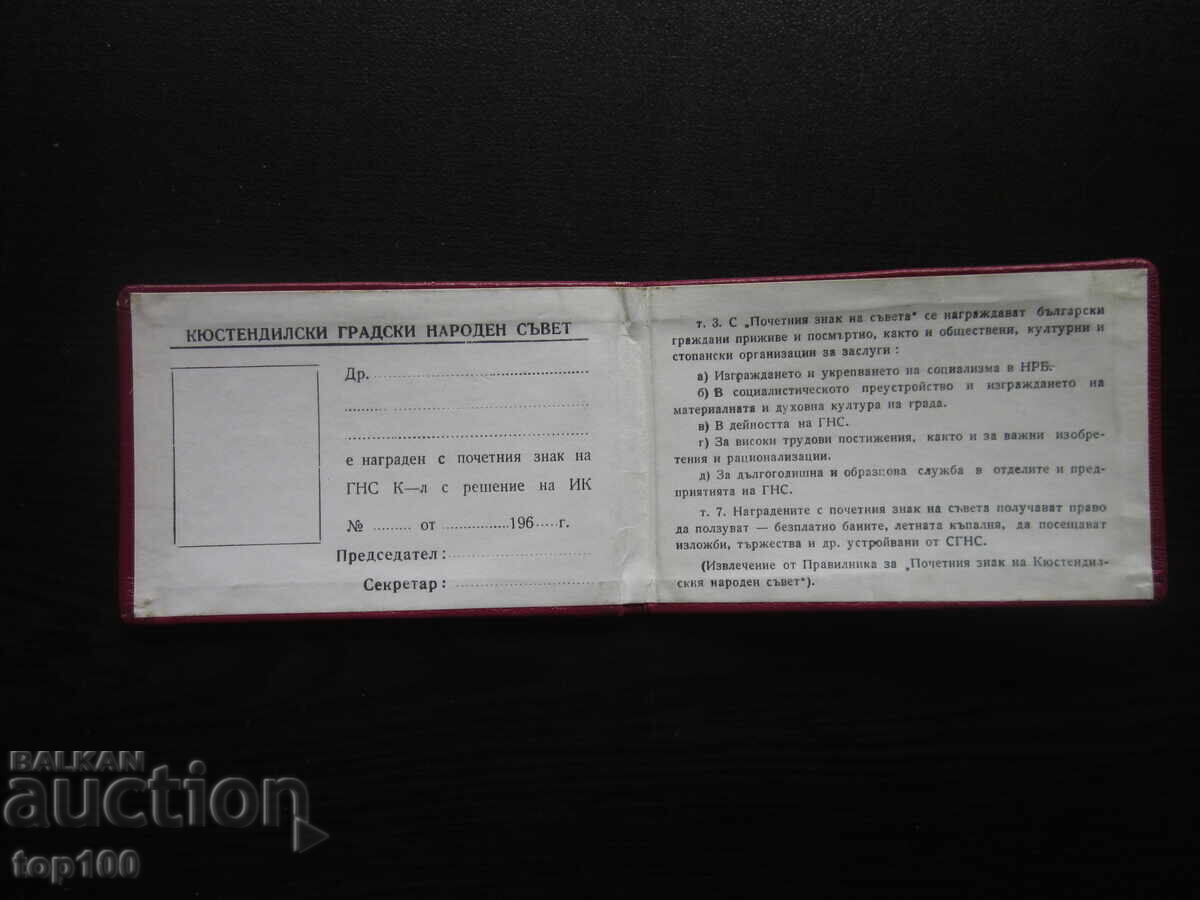 КЮСТЕНДИЛСКИ ГРАДСКИ НАРОДЕН СЪВЕТ
Др.
е награден с почетния знак на
ГНС К—л с решение на ИК
№ ......... от ...............196.....г.
Председател :
Секретар :
т. 3. С „Почетния знак на съвета“ се награждават български
граждани приживе и посмъртно, както и обществени, културни и
стопански организации за заслуги :
а) Изграждането и укрепването на социализма в НРБ.
б) В социалистическото преустройство и изграждането на
материалната и духовна култура на града.
в) В дейността на ГНС.
г) За високи трудови постижения, както и за важни изобре-
тения и рационализации.
д) За дългогодишна и образцова служба в отделите и пред-
приятията на ГНС.
т. 7. Наградените с почетния знак на съвета получават право
да ползуват — безплатно баните, летната къпалня, да посещават
изложби, тържества и др. устройвани от СГНС.
(Извлечение от Правилника за „Почетния знак на Кюстендил-
ския народен съвет“).
BALKAN
auction
top100